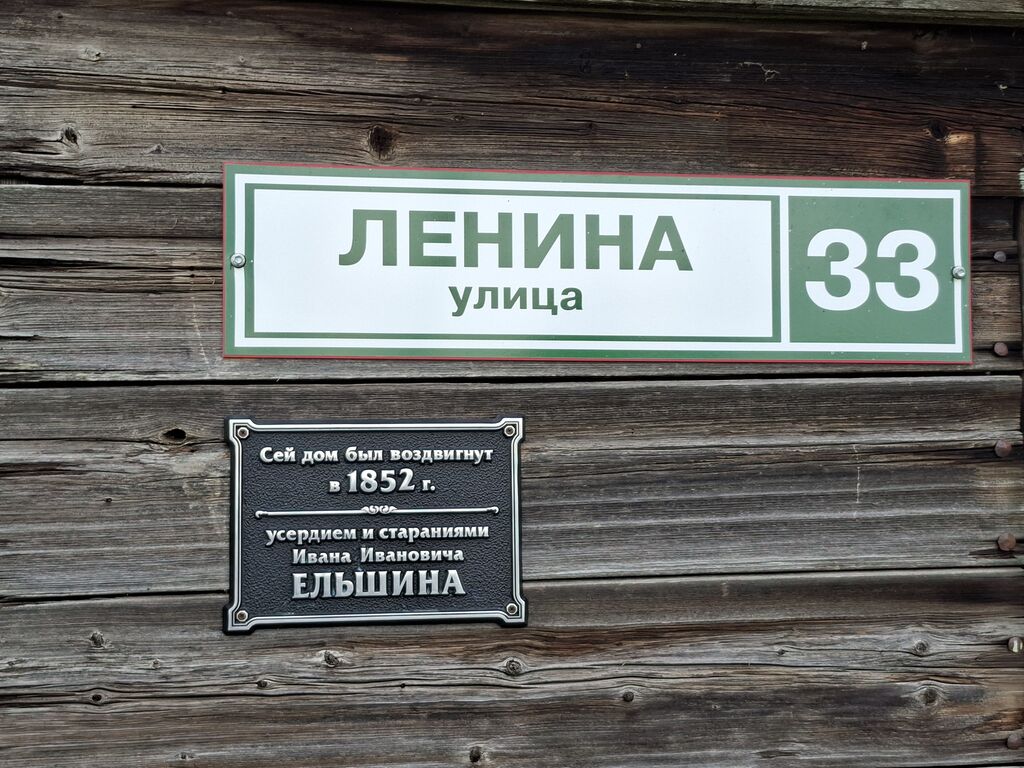 ЛЕНИНА
улица
33
Сей дом был воздвигнут
в 1852 г.
усердием и стараниями
Ивана Ивановича
ЕЛЬШИНА